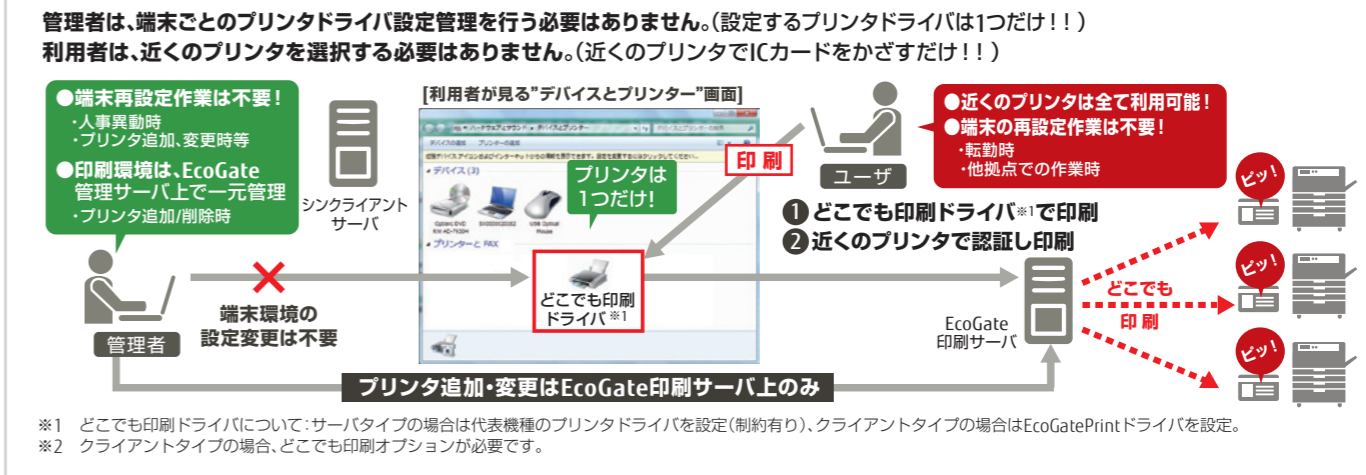 管理者は、端末ごとのプリンタドライバ設定管理を行う必要はありません。(設定するプリンタドライバは1つだけ！！)
利用者は、近くのプリンタを選択する必要はありません。(近くのプリンタでICカードをかざすだけ！！)
●端末再設定作業は不要！
・人事異動時
・プリンタ追加、変更時等
●印刷環境は、EcoGate
管理サーバ上で一元管理
・プリンタ追加/削除時
シンクライアント
サーバ
[利用者が見る”デバイスとプリンター”画面]
デバイスの追加 プリンターの追加
デバイス (3)
Optiarc DVD
USB Optical
Mouse
プリンターと FAX
プリンタは
1つだけ！
どこでも印刷
ドライバ※1
印刷
ユーザ
●近くのプリンタは全て利用可能！
●端末の再設定作業は不要！
・転勤時
・他拠点での作業時
❶どこでも印刷ドライバ※1で印刷
❷近くのプリンタで認証し印刷
管理者
端末環境の
設定変更は不要
EcoGate
印刷サーバ
どこでも
印刷
ピッ！
ピッ！
ピッ！
プリンタ追加・変更はEcoGate印刷サーバ上のみ
※1 どこでも印刷ドライバについて：サーバタイプの場合は代表機種のプリンタドライバを設定(制約有り)、クライアントタイプの場合はEcoGatePrintドライバを設定。
※2 クライアントタイプの場合、どこでも印刷オプションが必要です。